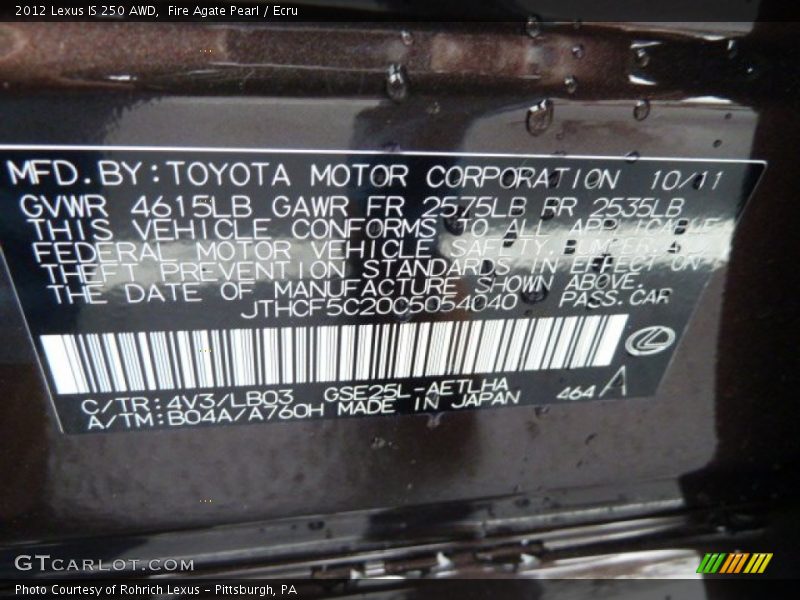 2012 Lexus IS 250 AWD,  Fire Agate Pearl / Ecru
MFD.BY:TOYOTA MOTOR CORPORATION 10/11
GVWR 4615LB GAWR FR 2575LB RR 2535LB
THIS VEHICLE CONFORMS TO ALL APPLICABLE
FEDERAL MOTOR VEHICLE SAFETY, BUMPER, &
THEFT PREVENTION STANDARDS IN EFFECT ON
THE DATE OF MANUFACTURE SHOWN ABOVE.
JTHCF5C20C5054040 PASS.CAR
C/TR:4V3/LB03 GSE25L-AETLHA
A/TM:B04A/A760H MADE IN JAPAN 464 A
GTCARLOT.COM
Photo Courtesy of Rohrich Lexus - Pittsburgh, PA